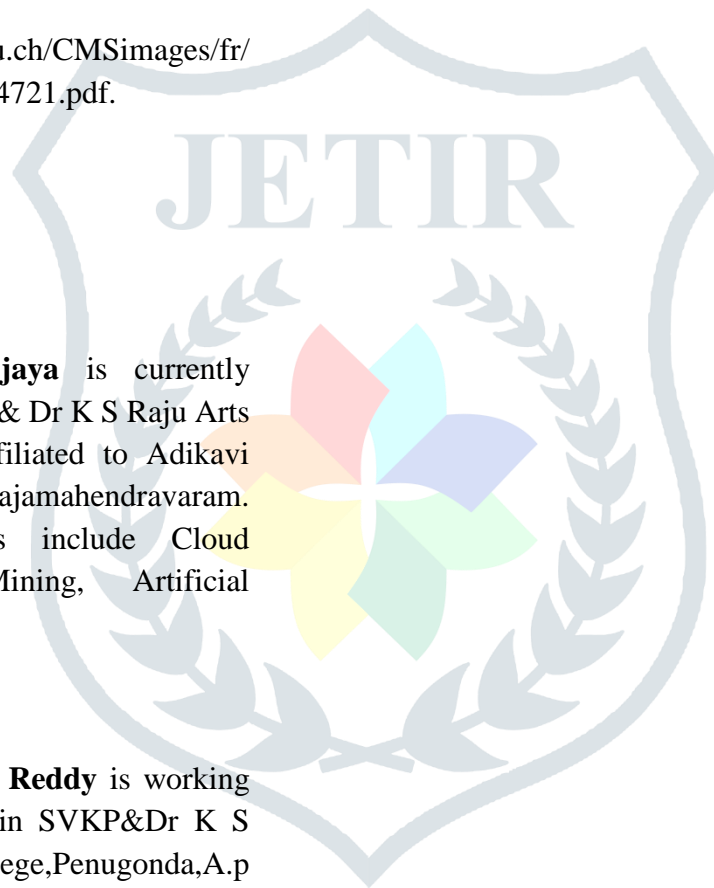 u.ch/CMSimages/fr/
4721.pdf.
JETIR
jaya is currently
& Dr K S Raju Arts
filiated to Adikavi
ajamahendravaram.
s include Cloud
Mining, Artificial
Reddy is working
in SVKP&Dr K S
ege,Penugonda,A.p